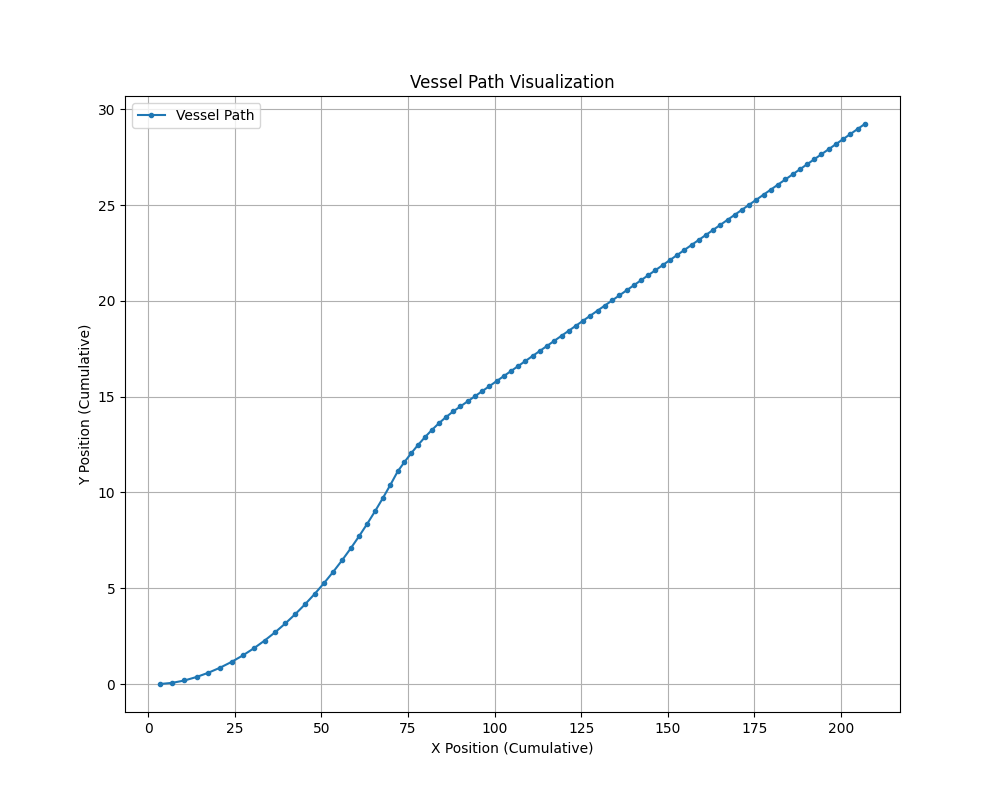 Vessel Path Visualization
Vessel Path
Y Position (Cumulative)
30
25
20
15
10
5
0
0 25 50 75 100 125 150 175 200
X Position (Cumulative)